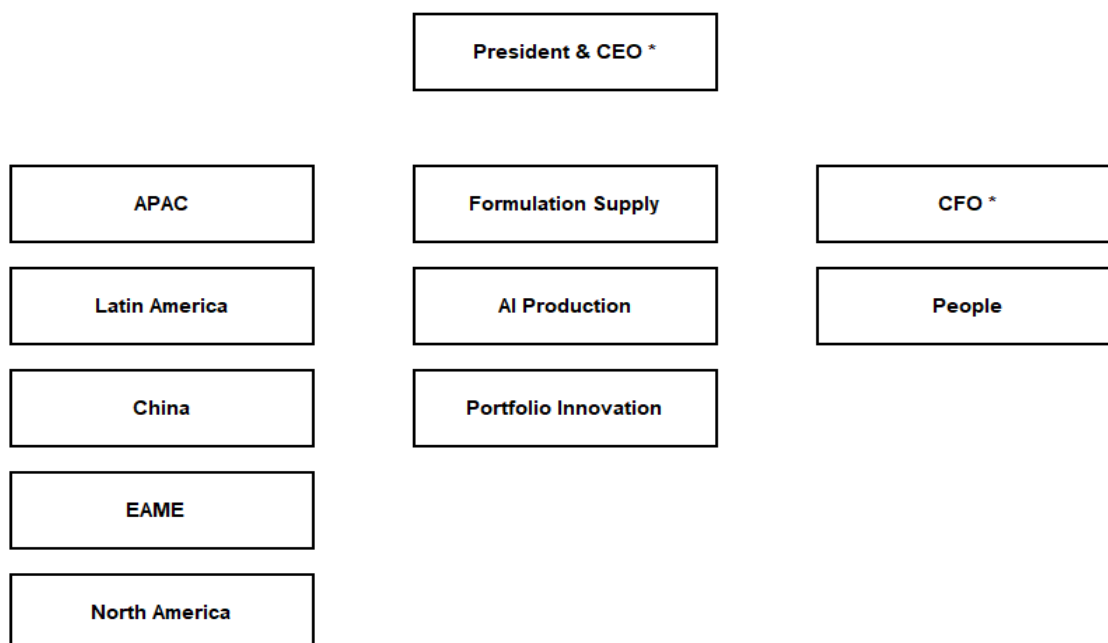 President & CEO *
APAC
Formulation Supply
CFO *
Latin America
AI Production
People
China
Portfolio Innovation
EAME
North America